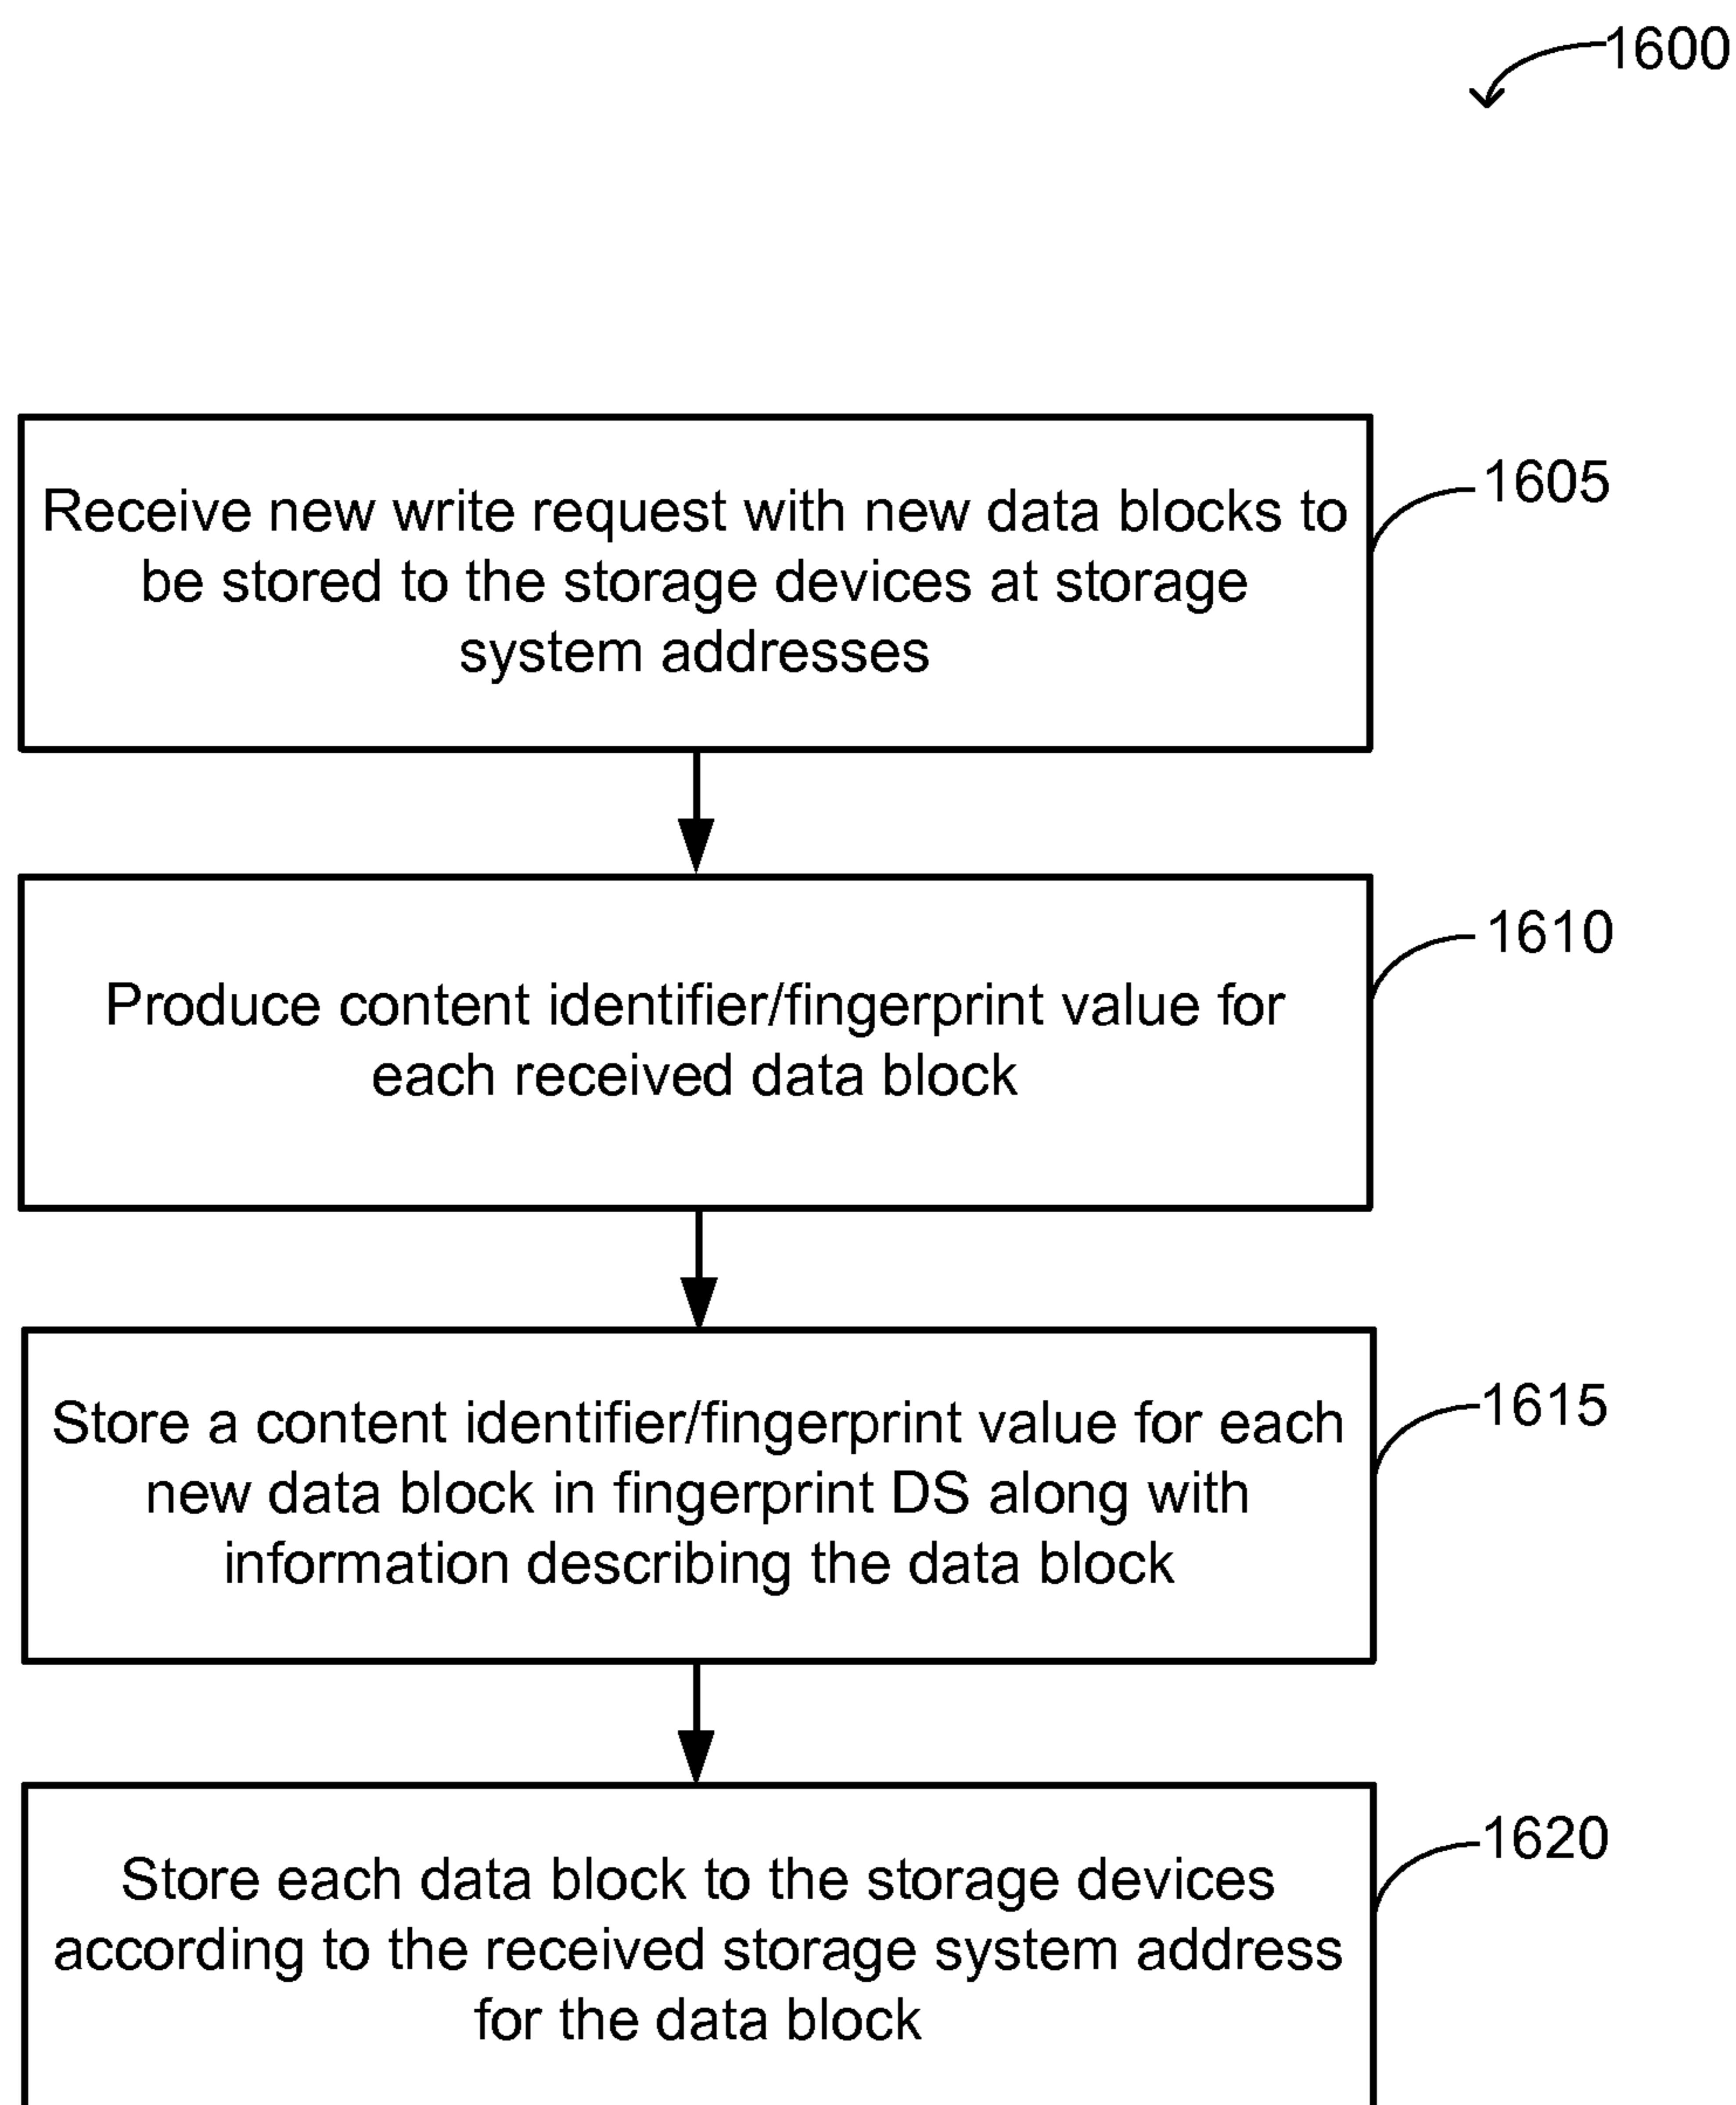 1600
Receive new write request with new data blocks to
be stored to the storage devices at storage
system addresses
1605
Produce content identifier/fingerprint value for
each received data block
1610
Store a content identifier/fingerprint value for each
new data block in fingerprint DS along with
information describing the data block
1615
Store each data block to the storage devices
according to the received storage system address
for the data block
1620